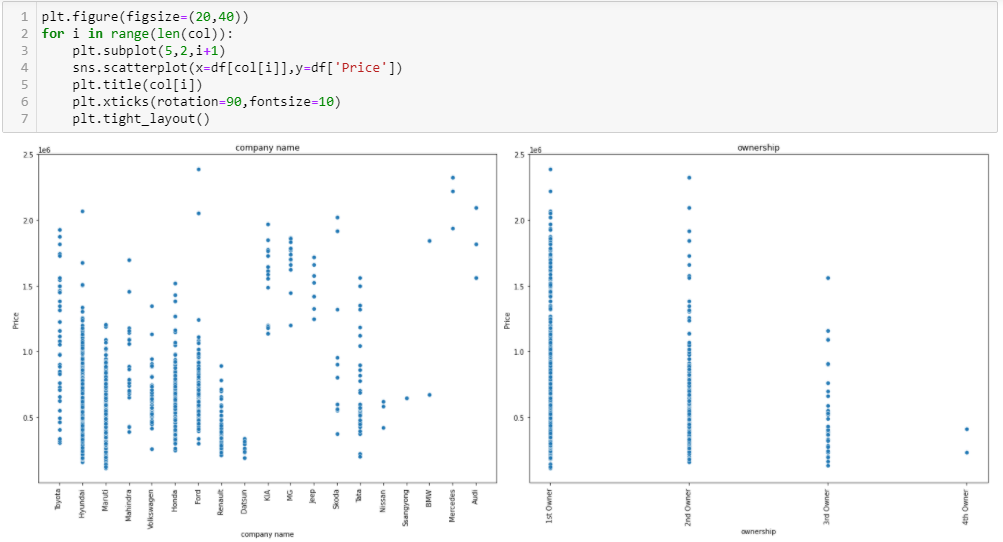 1 plt.figure(figsize=(20,40))
2 for i in range(len(col)):
3     plt.subplot(5,2,i+1)
4     sns.scatterplot(x=df[col[i]],y=df['Price'])
5     plt.title(col[i])
6     plt.xticks(rotation=90,fontsize=10)
7     plt.tight_layout()
company name
1e6
2.5
2.0
1.5
1.0
0.5
Price
Toyota
Hyundai
Maruti
Mahindra
Volkswagen
Honda
Ford
Renault
Datsun
KIA
MG
Jeep
Skoda
Tata
Nissan
Ssangyong
BMW
Mercedes
Audi
company name
ownership
1e6
2.5
2.0
1.5
1.0
0.5
Price
1st Owner
2nd Owner
3rd Owner
4th Owner
ownership